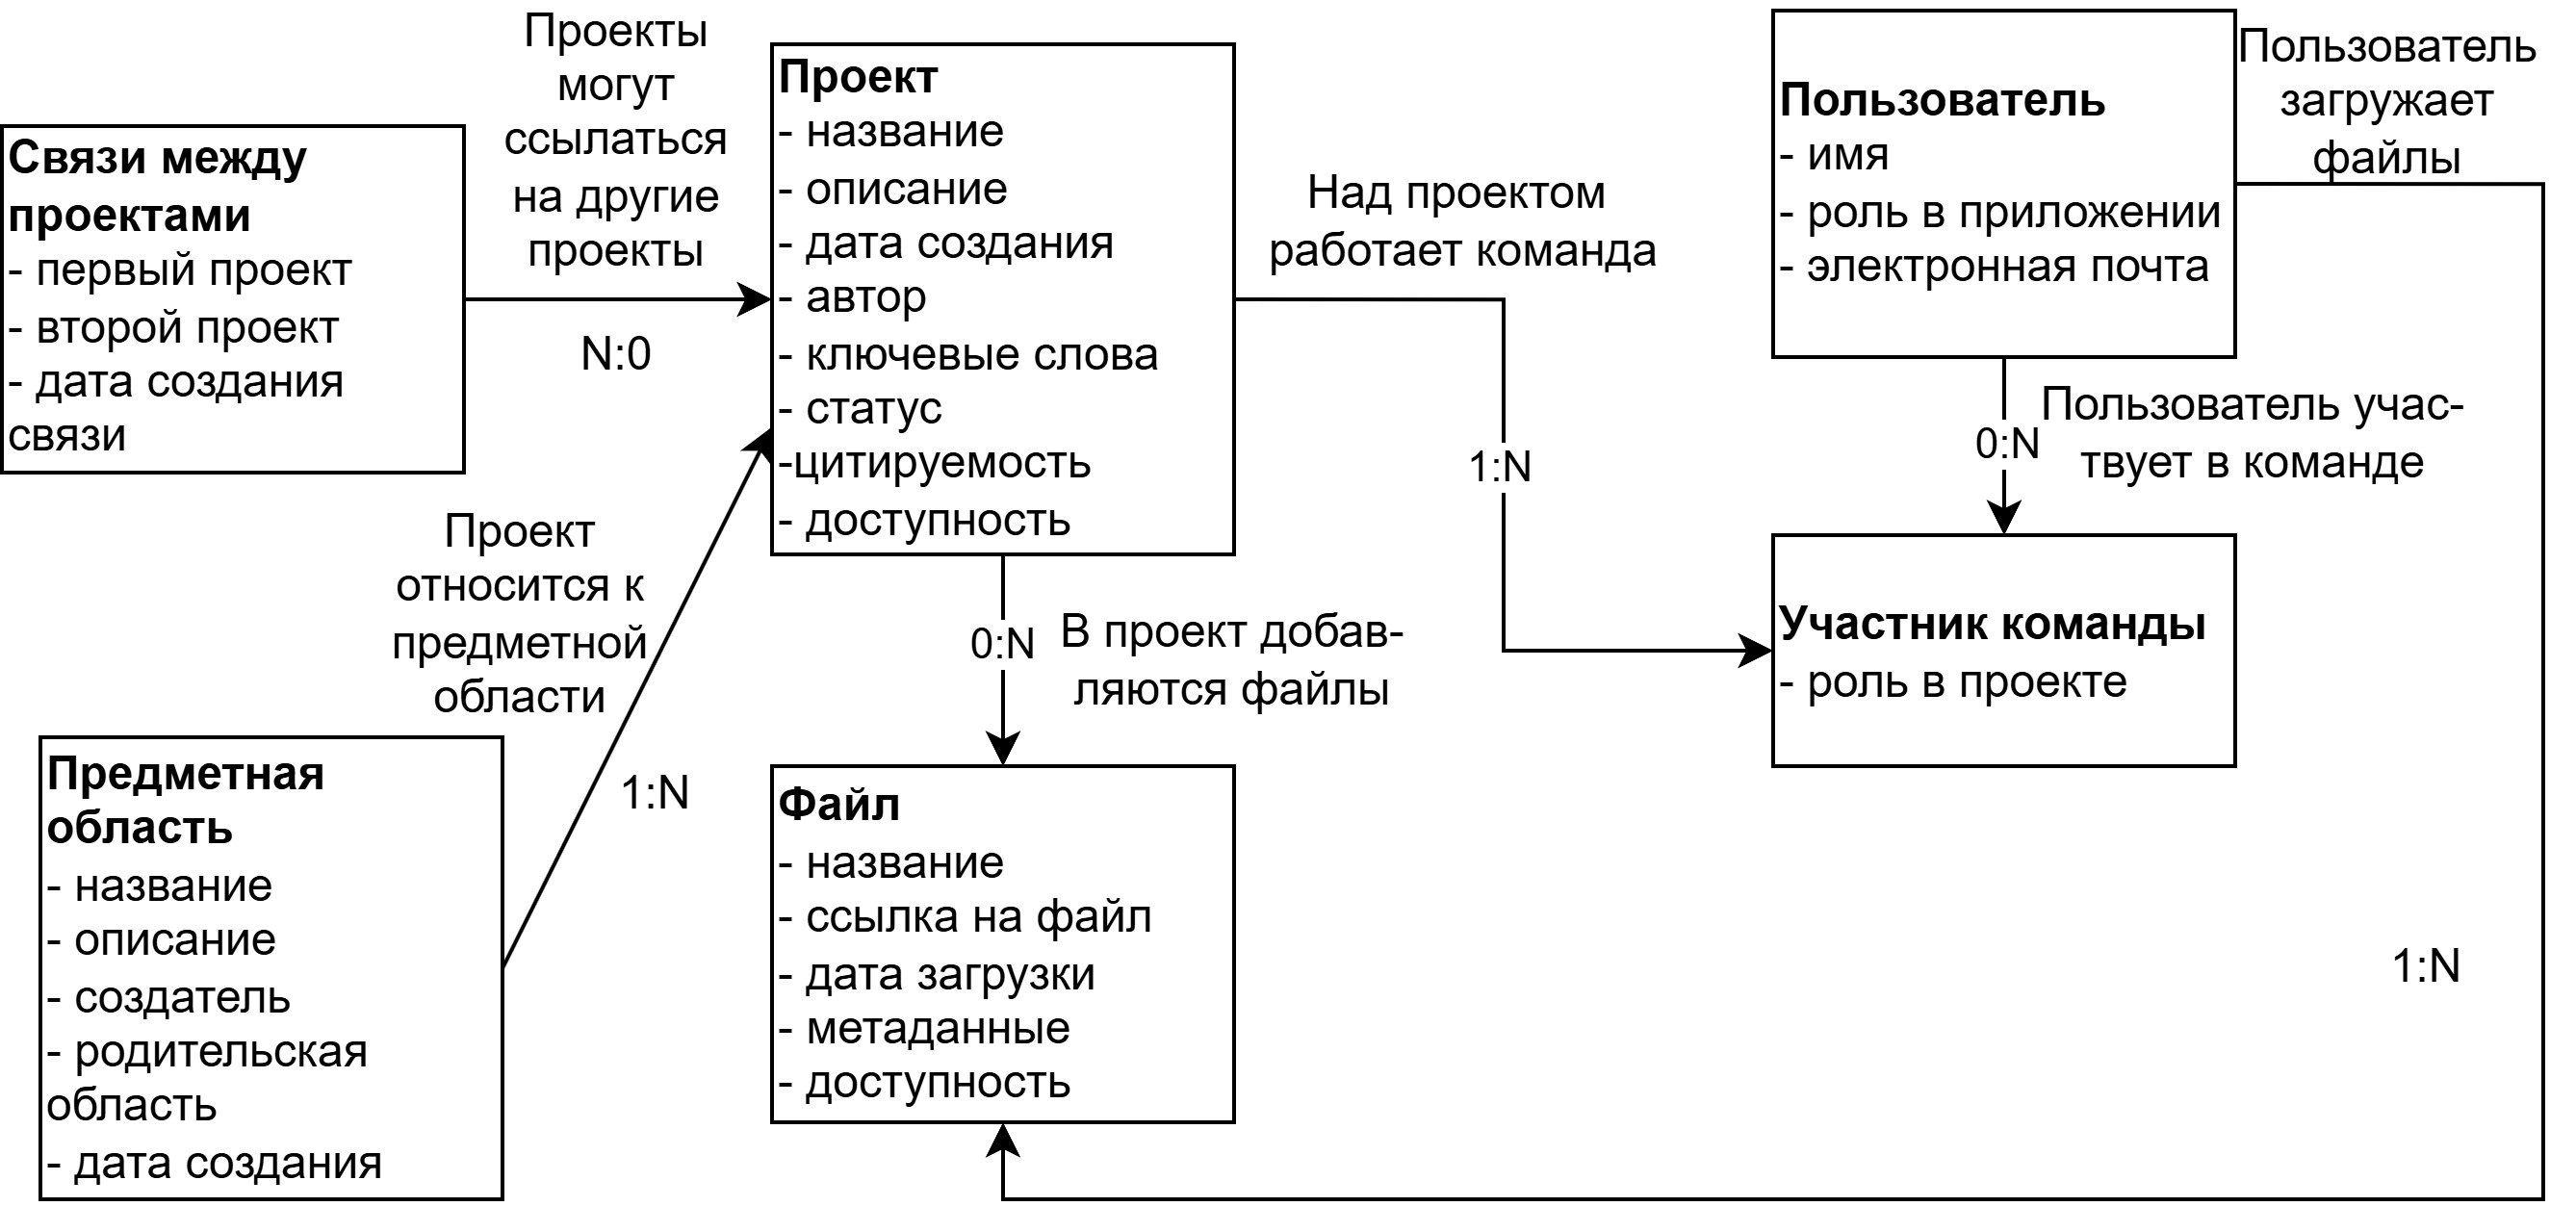 Связи между
проектами
- первый проект
- второй проект
- дата создания
связи
Проекты
могут
ссылаться
на другие
проекты
N:0
Проект
- название
- описание
- дата создания
- автор
- ключевые слова
- статус
-цитируемость
- доступность
Над проектом
работает команда
1:N
Пользователь
- имя
- роль в приложении
- электронная почта
Пользователь
загружает
файлы
0:N
Пользователь учас-
твует в команде
Участник команды
- роль в проекте
Проект
относится к
предметной
области
1:N
0:N
В проект добав-
ляются файлы
Предметная
область
- название
- описание
- создатель
- родительская
область
- дата создания
Файл
- название
- ссылка на файл
- дата загрузки
- метаданные
- доступность
1:N